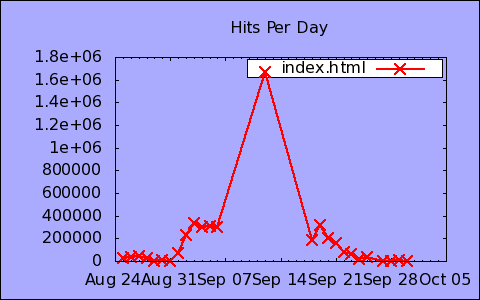 Hits Per Day
index.html
1.8e+06
1.6e+06
1.4e+06
1.2e+06
1e+06
800000
600000
400000
200000
0
Aug 24 Aug 31 Sep 07 Sep 14 Sep 21 Sep 28 Oct 05